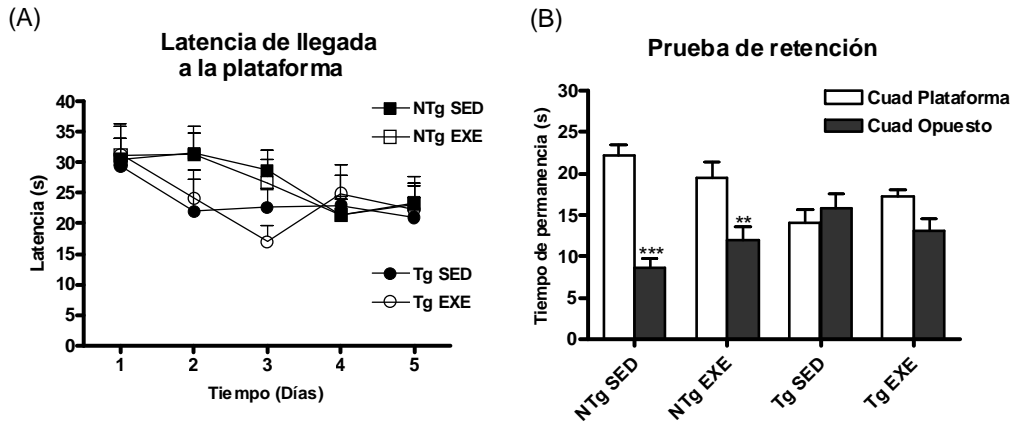 (A)
Latencia de llegada
a la plataforma
40
35
30
25
20
15
10
5
0
Latencia (s)
NTg SED
NTg EXE
Tg SED
Tg EXE
1 2 3 4 5
Tiempo (Días)
(B)
Prueba de retención
30
25
20
15
10
5
0
Tiempo de permanencia (s)
Cuad Plataforma
Cuad Opuesto
***
**
NTg SED
NTg EXE
Tg SED
Tg EXE